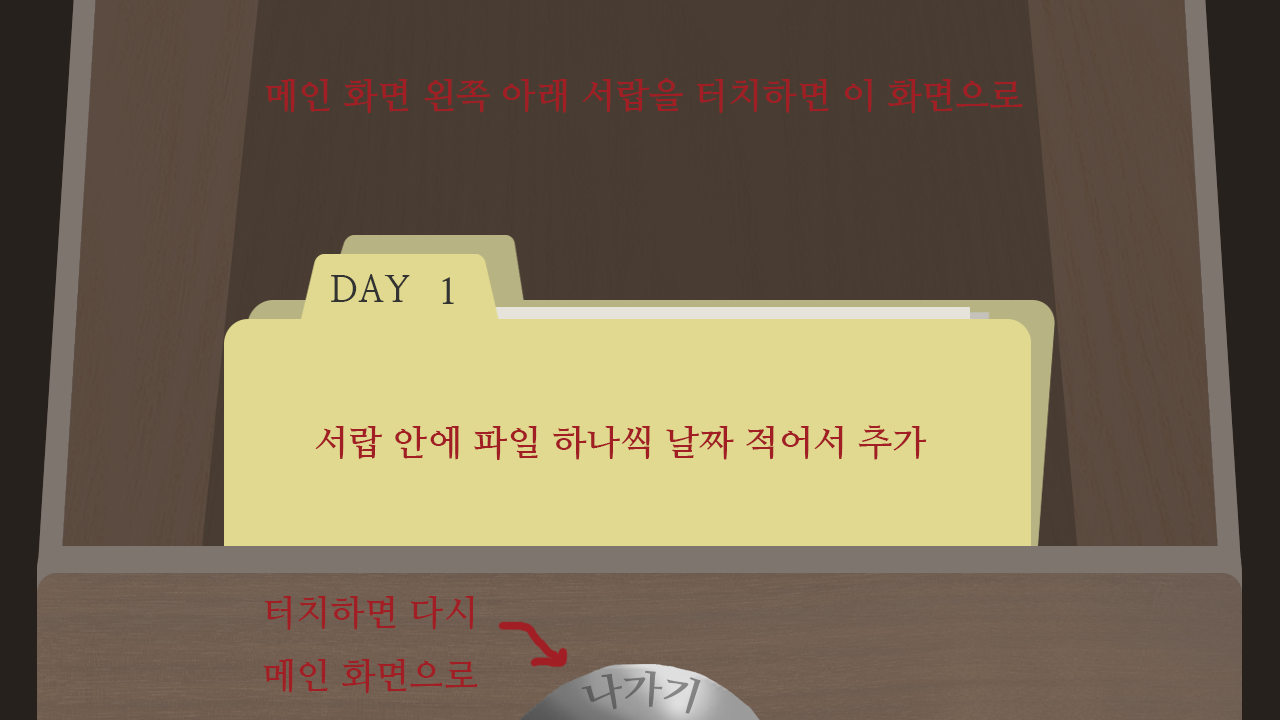 메인 화면 왼쪽 아래 서랍을 터치하면 이 화면으로
DAY 1
서랍 안에 파일 하나씩 날짜 적어서 추가
터치하면 다시
메인 화면으로
나가기